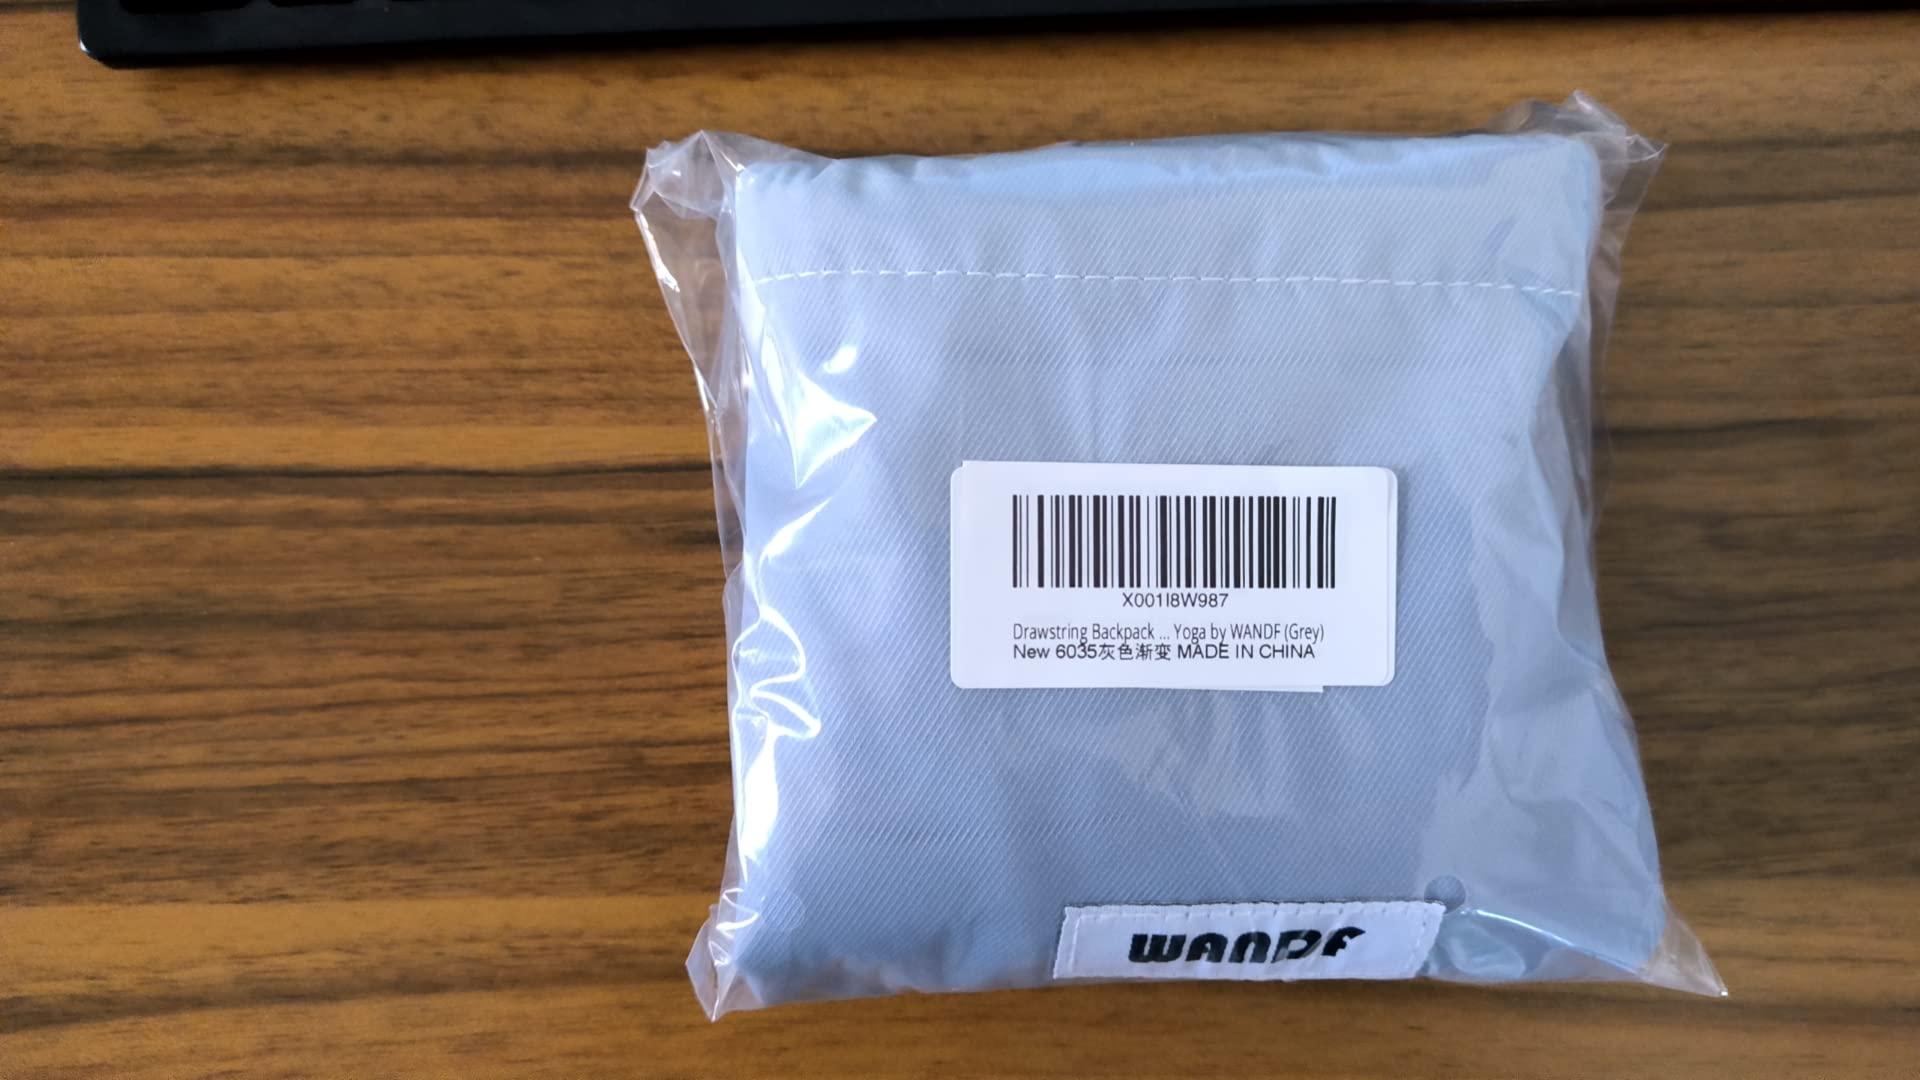 X001I8W987
Drawstring Backpack ... Yoga by WANDF (Grey)
New 6035灰色渐变 MADE IN CHINA
WANDF